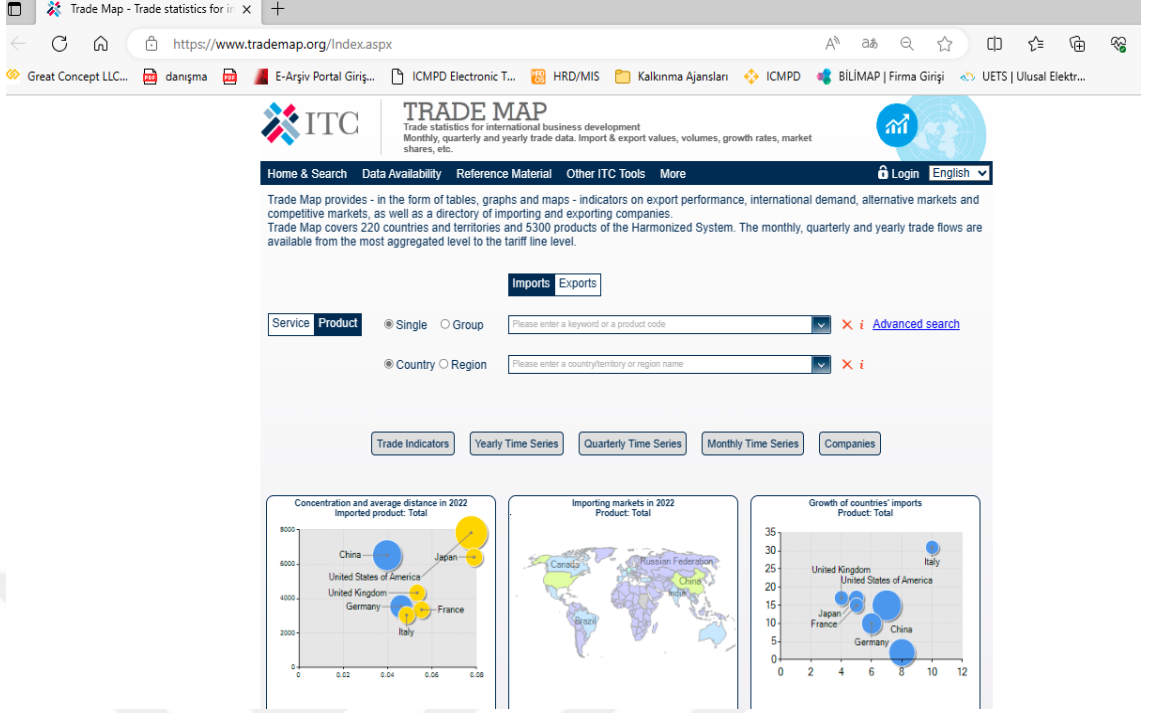 Trade Map - Trade statistics for in
https://www.trademap.org/Index.aspx
Great Concept LLC... danışma E-Arşiv Portal Giriş... ICMPD Electronic T... HRD/MIS Kalkınma Ajansları ICMPD BİLİMAP | Firma Girişi UETS | Ulusal Elektr...
ITC
TRADE MAP
Trade statistics for international business development
Monthly, quarterly and yearly trade data. Import & export values, volumes, growth rates, market
shares, etc.
Home & Search Data Availability Reference Material Other ITC Tools More Login English
Trade Map provides - in the form of tables, graphs and maps - indicators on export performance, international demand, alternative markets and
competitive markets, as well as a directory of importing and exporting companies.
Trade Map covers 220 countries and territories and 5300 products of the Harmonized System. The monthly, quarterly and yearly trade flows are
available from the most aggregated level to the tariff line level.
Imports Exports
Service Product Single Group Please enter a keyword or a product code i Advanced search
Country Region Please enter a country/territory or region name i
Trade Indicators Yearly Time Series Quarterly Time Series Monthly Time Series Companies
Concentration and average distance in 2022
Imported product: Total
8000
6000
4000
2000
0
0 0.02 0.04 0.06 0.08
China
Japan
United States of America
United Kingdom
Germany
France
Italy
Importing markets in 2022
Product: Total
Canada
Russian Federation
China
India
Brazil
Growth of countries' imports
Product: Total
35
30
25
20
15
10
5
0
0 2 4 6 8 10 12
Italy
United Kingdom
United States of America
Japan
France
China
Germany